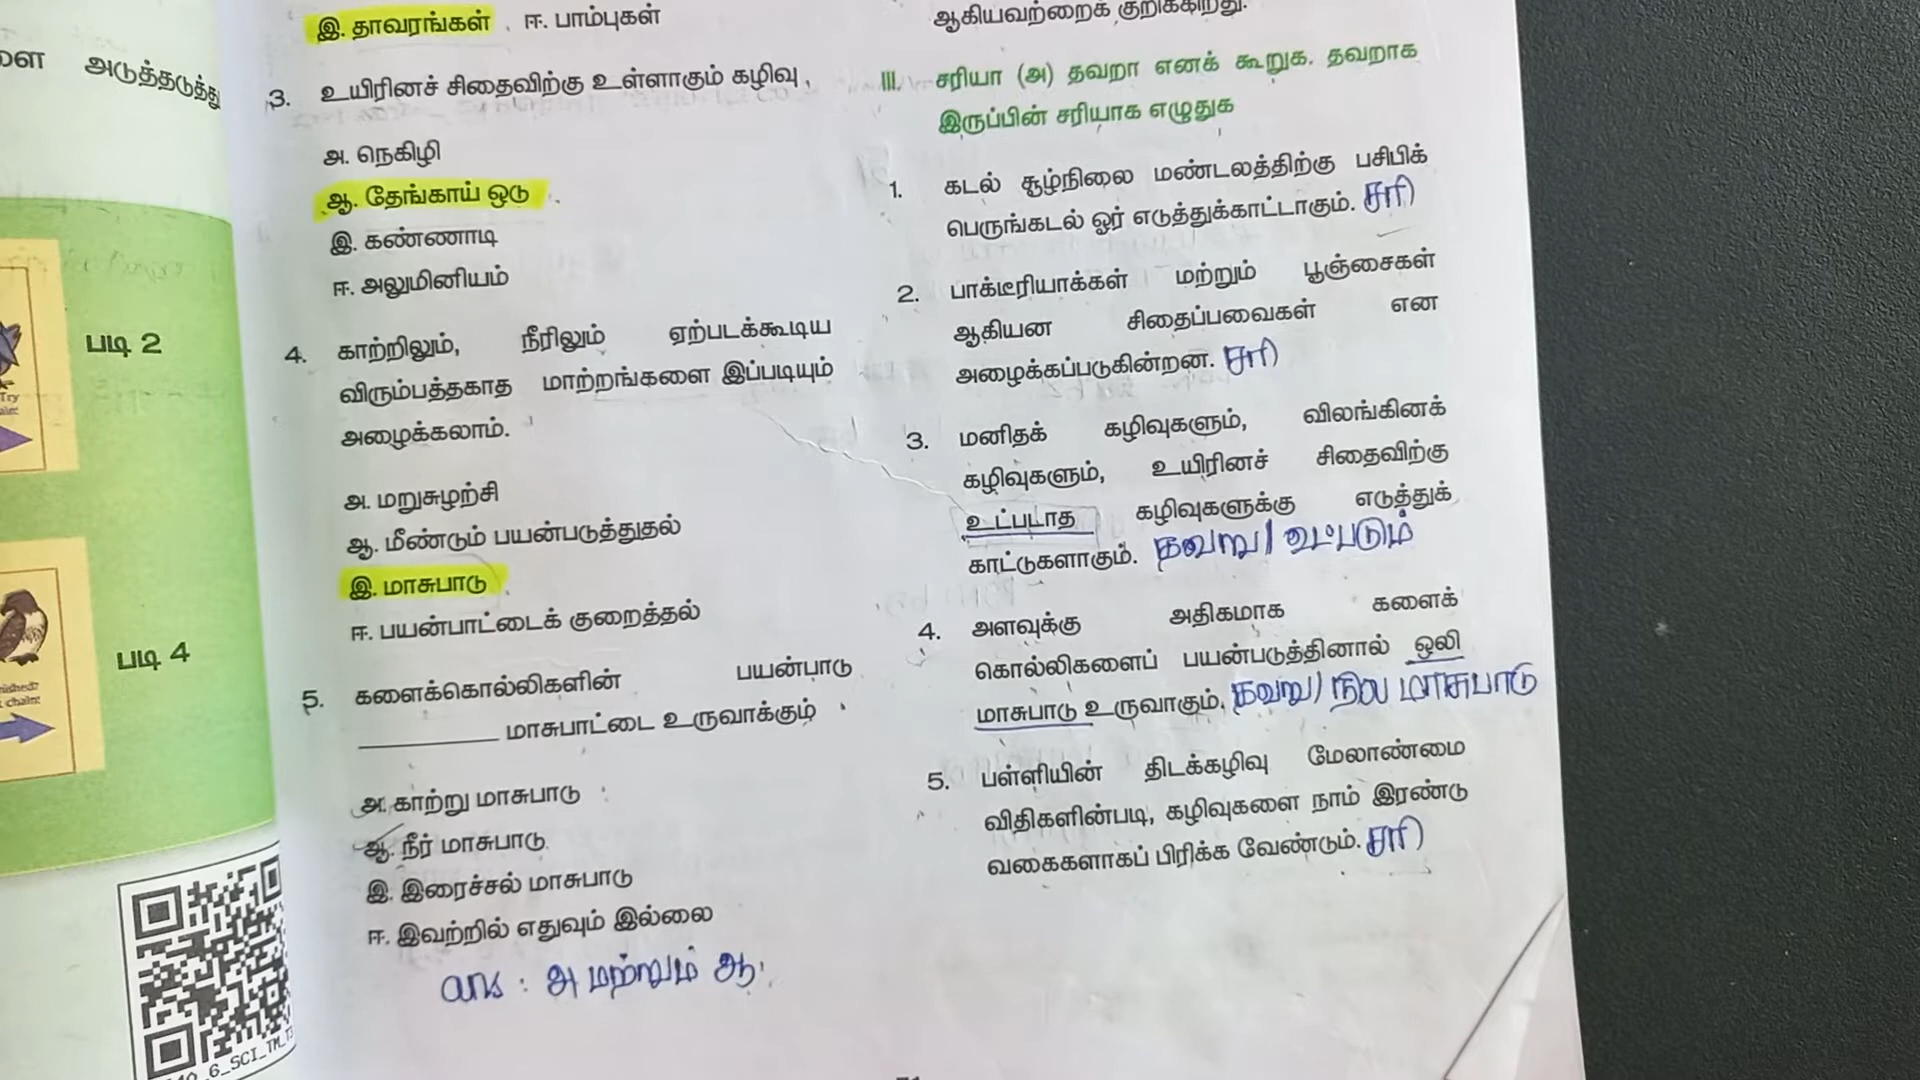 ளை அடுத்தடுத்து
படி 2
படி 4
இ. தாவரங்கள் ஈ. பாம்புகள்
3. உயிரினச் சிதைவிற்கு உள்ளாகும் கழிவு
அ. நெகிழி
ஆ. தேங்காய் ஓடு
இ. கண்ணாடி
ஈ. அலுமினியம்
4. காற்றிலும், நீரிலும் ஏற்படக்கூடிய
விரும்பத்தகாத மாற்றங்களை இப்படியும்
அழைக்கலாம்.
அ. மறுசுழற்சி
ஆ. மீண்டும் பயன்படுத்துதல்
இ. மாசுபாடு
ஈ. பயன்பாட்டைக் குறைத்தல்
5. களைக்கொல்லிகளின் பயன்பாடு
__________ மாசுபாட்டை உருவாக்கும்
அ. காற்று மாசுபாடு
ஆ. நீர் மாசுபாடு
இ. இரைச்சல் மாசுபாடு
ஈ. இவற்றில் எதுவும் இல்லை
ans : அ மற்றும் ஆ
ஆகியவற்றைக் குறிக்கிறது.
III. சரியா (அ) தவறா எனக் கூறுக. தவறாக
இருப்பின் சரியாக எழுதுக
1. கடல் சூழ்நிலை மண்டலத்திற்கு பசிபிக்
பெருங்கடல் ஓர் எடுத்துக்காட்டாகும். சரி
2. பாக்டீரியாக்கள் மற்றும் பூஞ்சைகள்
ஆகியன சிதைப்பவைகள் என
அழைக்கப்படுகின்றன. சரி
3. மனிதக் கழிவுகளும், விலங்கினக்
கழிவுகளும், உயிரினச் சிதைவிற்கு
உட்படாத கழிவுகளுக்கு எடுத்துக்
காட்டுகளாகும். தவறு / உட்படும்
4. அளவுக்கு அதிகமாக களைக்
கொல்லிகளைப் பயன்படுத்தினால் ஒலி
மாசுபாடு உருவாகும். தவறு / நில மாசுபாடு
5. பள்ளியின் திடக்கழிவு மேலாண்மை
விதிகளின்படி, கழிவுகளை நாம் இரண்டு
வகைகளாகப் பிரிக்க வேண்டும். சரி